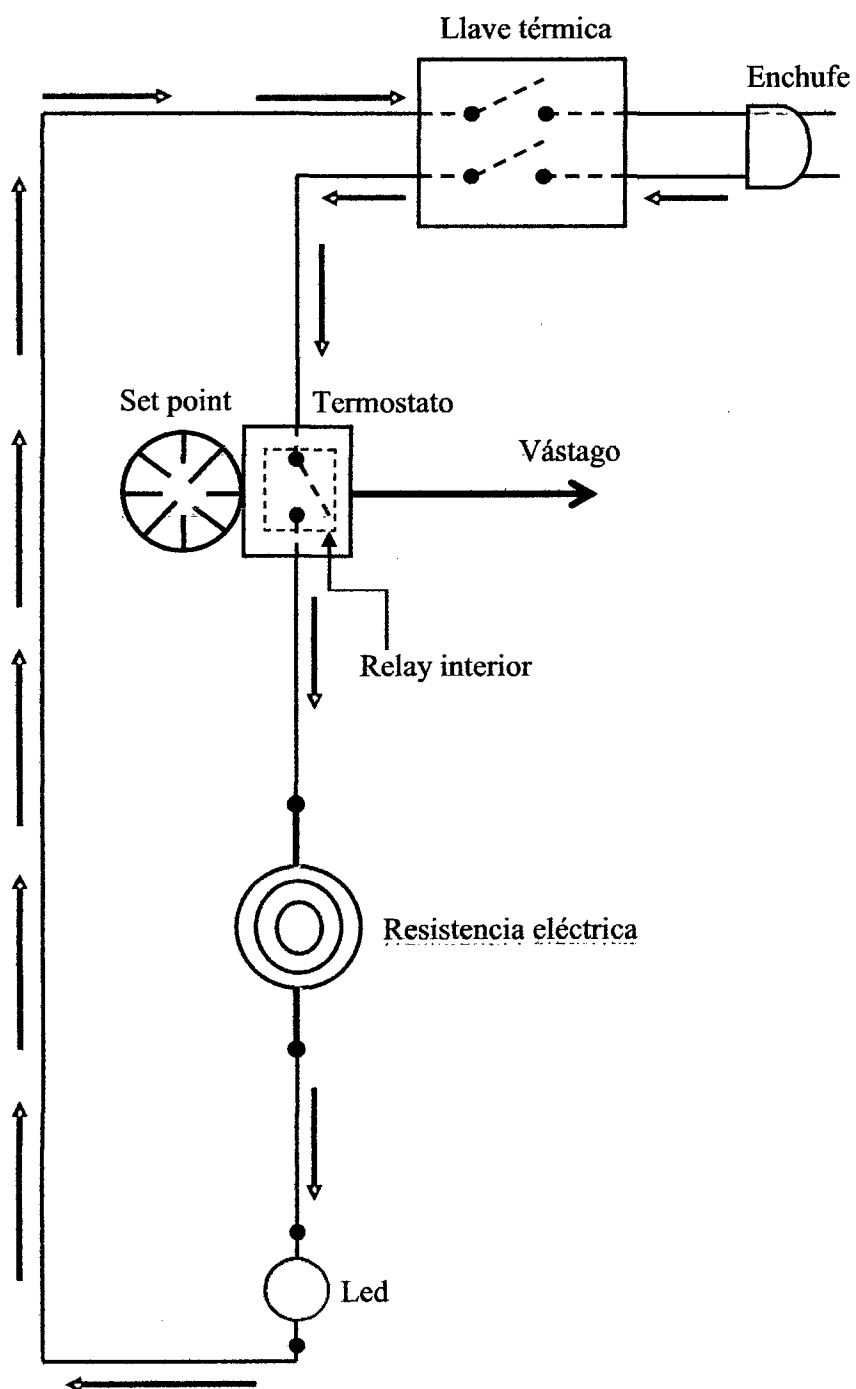 Llave térmica
Enchufe
Set point
Termostato
Vástago
Relay interior
Resistencia eléctrica
Led